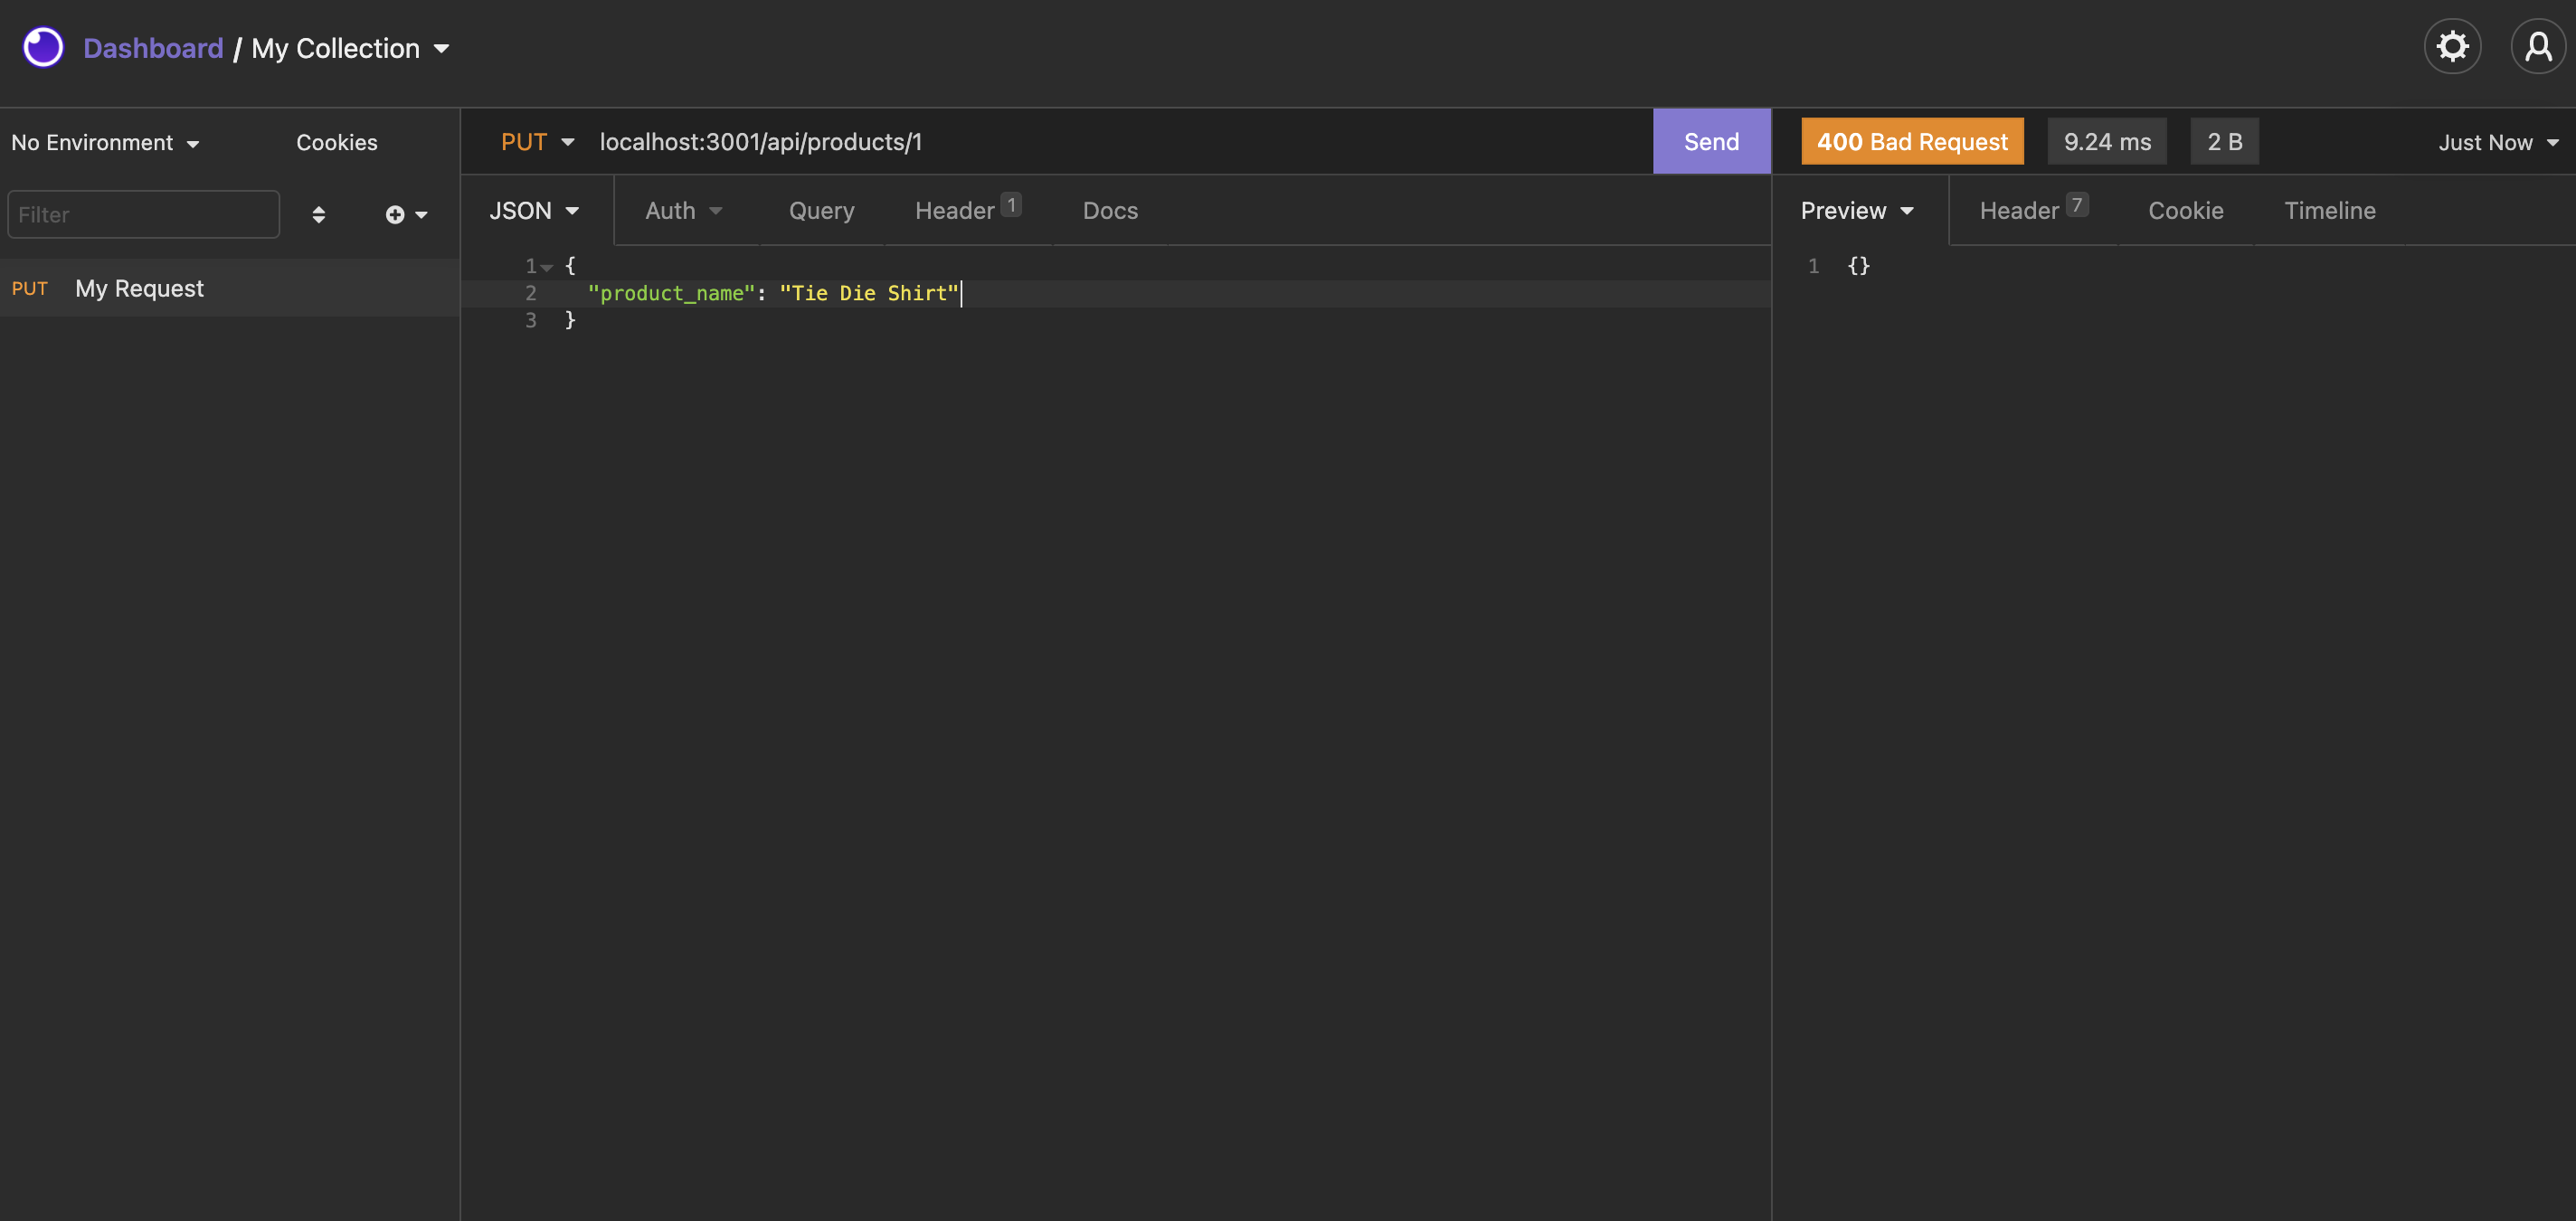 Dashboard / My Collection
No Environment Cookies
Filter
PUT My Request
PUT localhost:3001/api/products/1 Send
JSON Auth Query Header 1 Docs
1 {
2 "product_name": "Tie Die Shirt"
3 }
400 Bad Request 9.24 ms 2 B Just Now
Preview Header 7 Cookie Timeline
1 {}